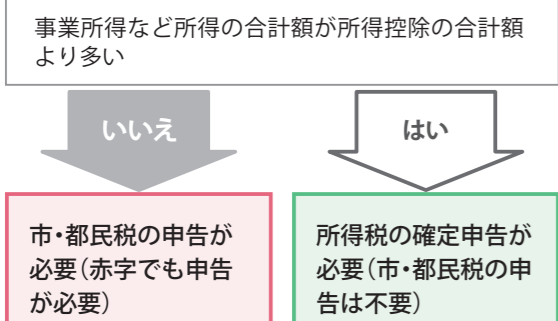 事業所得など所得の合計額が所得控除の合計額
より多い
いいえ
はい
市・都民税の申告が
必要(赤字でも申告
が必要)
所得税の確定申告が
必要(市・都民税の申
告は不要)